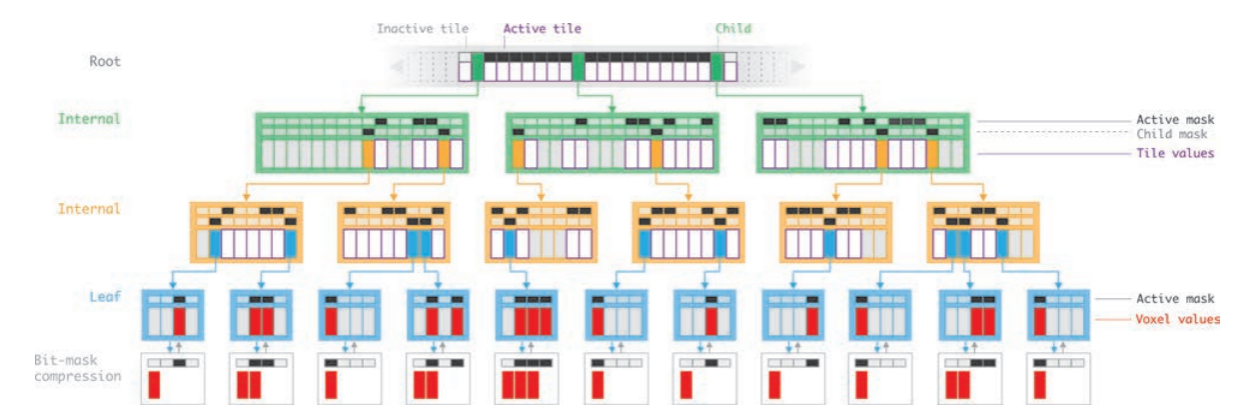 Inactive tile Active tile Child
Root
Internal
Active mask
Child mask
Tile values
Internal
Leaf
Active mask
Voxel values
Bit-mask
compression